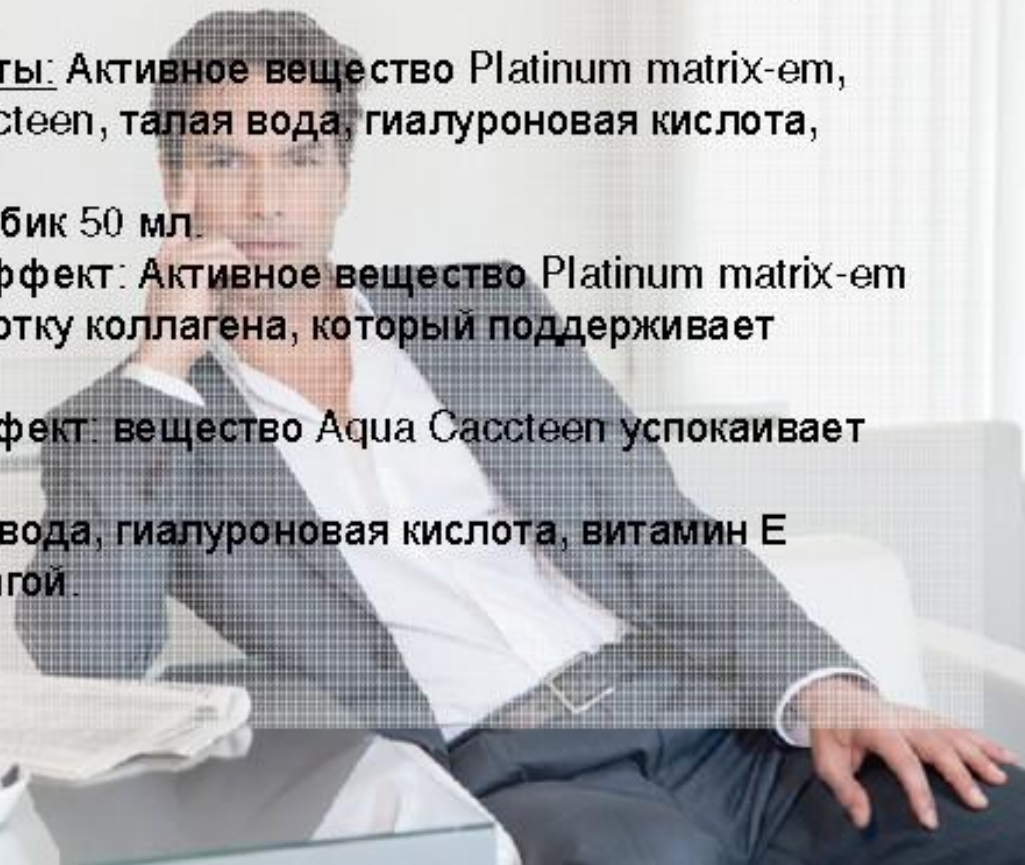 ты: Активное вещество Platinum matrix-em,
cteen, талая вода, гиалуроновая кислота,
бик 50 мл.
ффект: Активное вещество Platinum matrix-em
отку коллагена, который поддерживает
фект: вещество Aqua Caccteen успокаивает
вода, гиалуроновая кислота, витамин Е
гой.